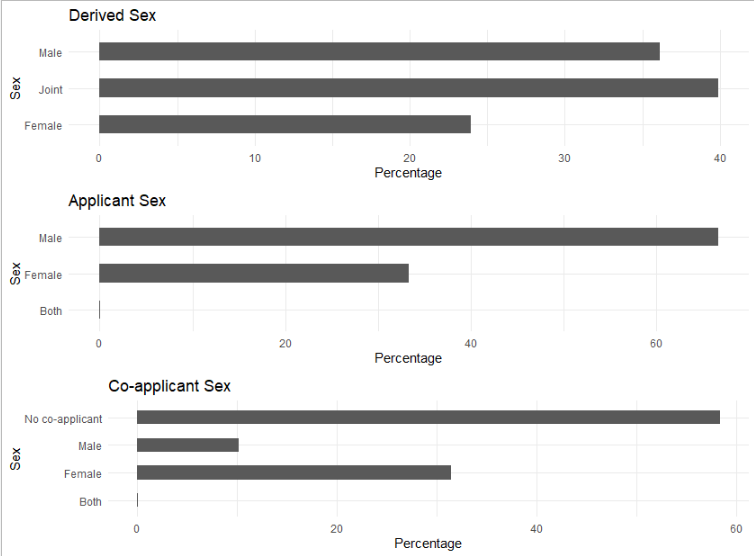 Derived Sex
Sex
Male
Joint
Female
0 10 20 30 40
Percentage
Applicant Sex
Sex
Male
Female
Both
0 20 40 60
Percentage
Co-applicant Sex
Sex
No co-applicant
Male
Female
Both
0 20 40 60
Percentage